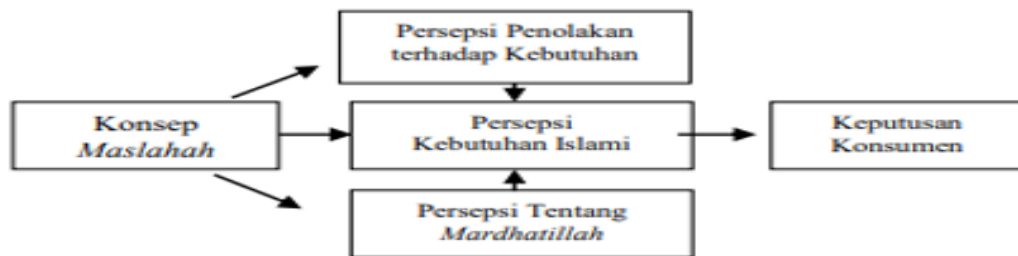 Persepsi Penolakan
terhadap Kebutuhan
Konsep
Maslahah
Persepsi
Kebutuhan Islami
Keputusan
Konsumen
Persepsi Tentang
Mardhatillah